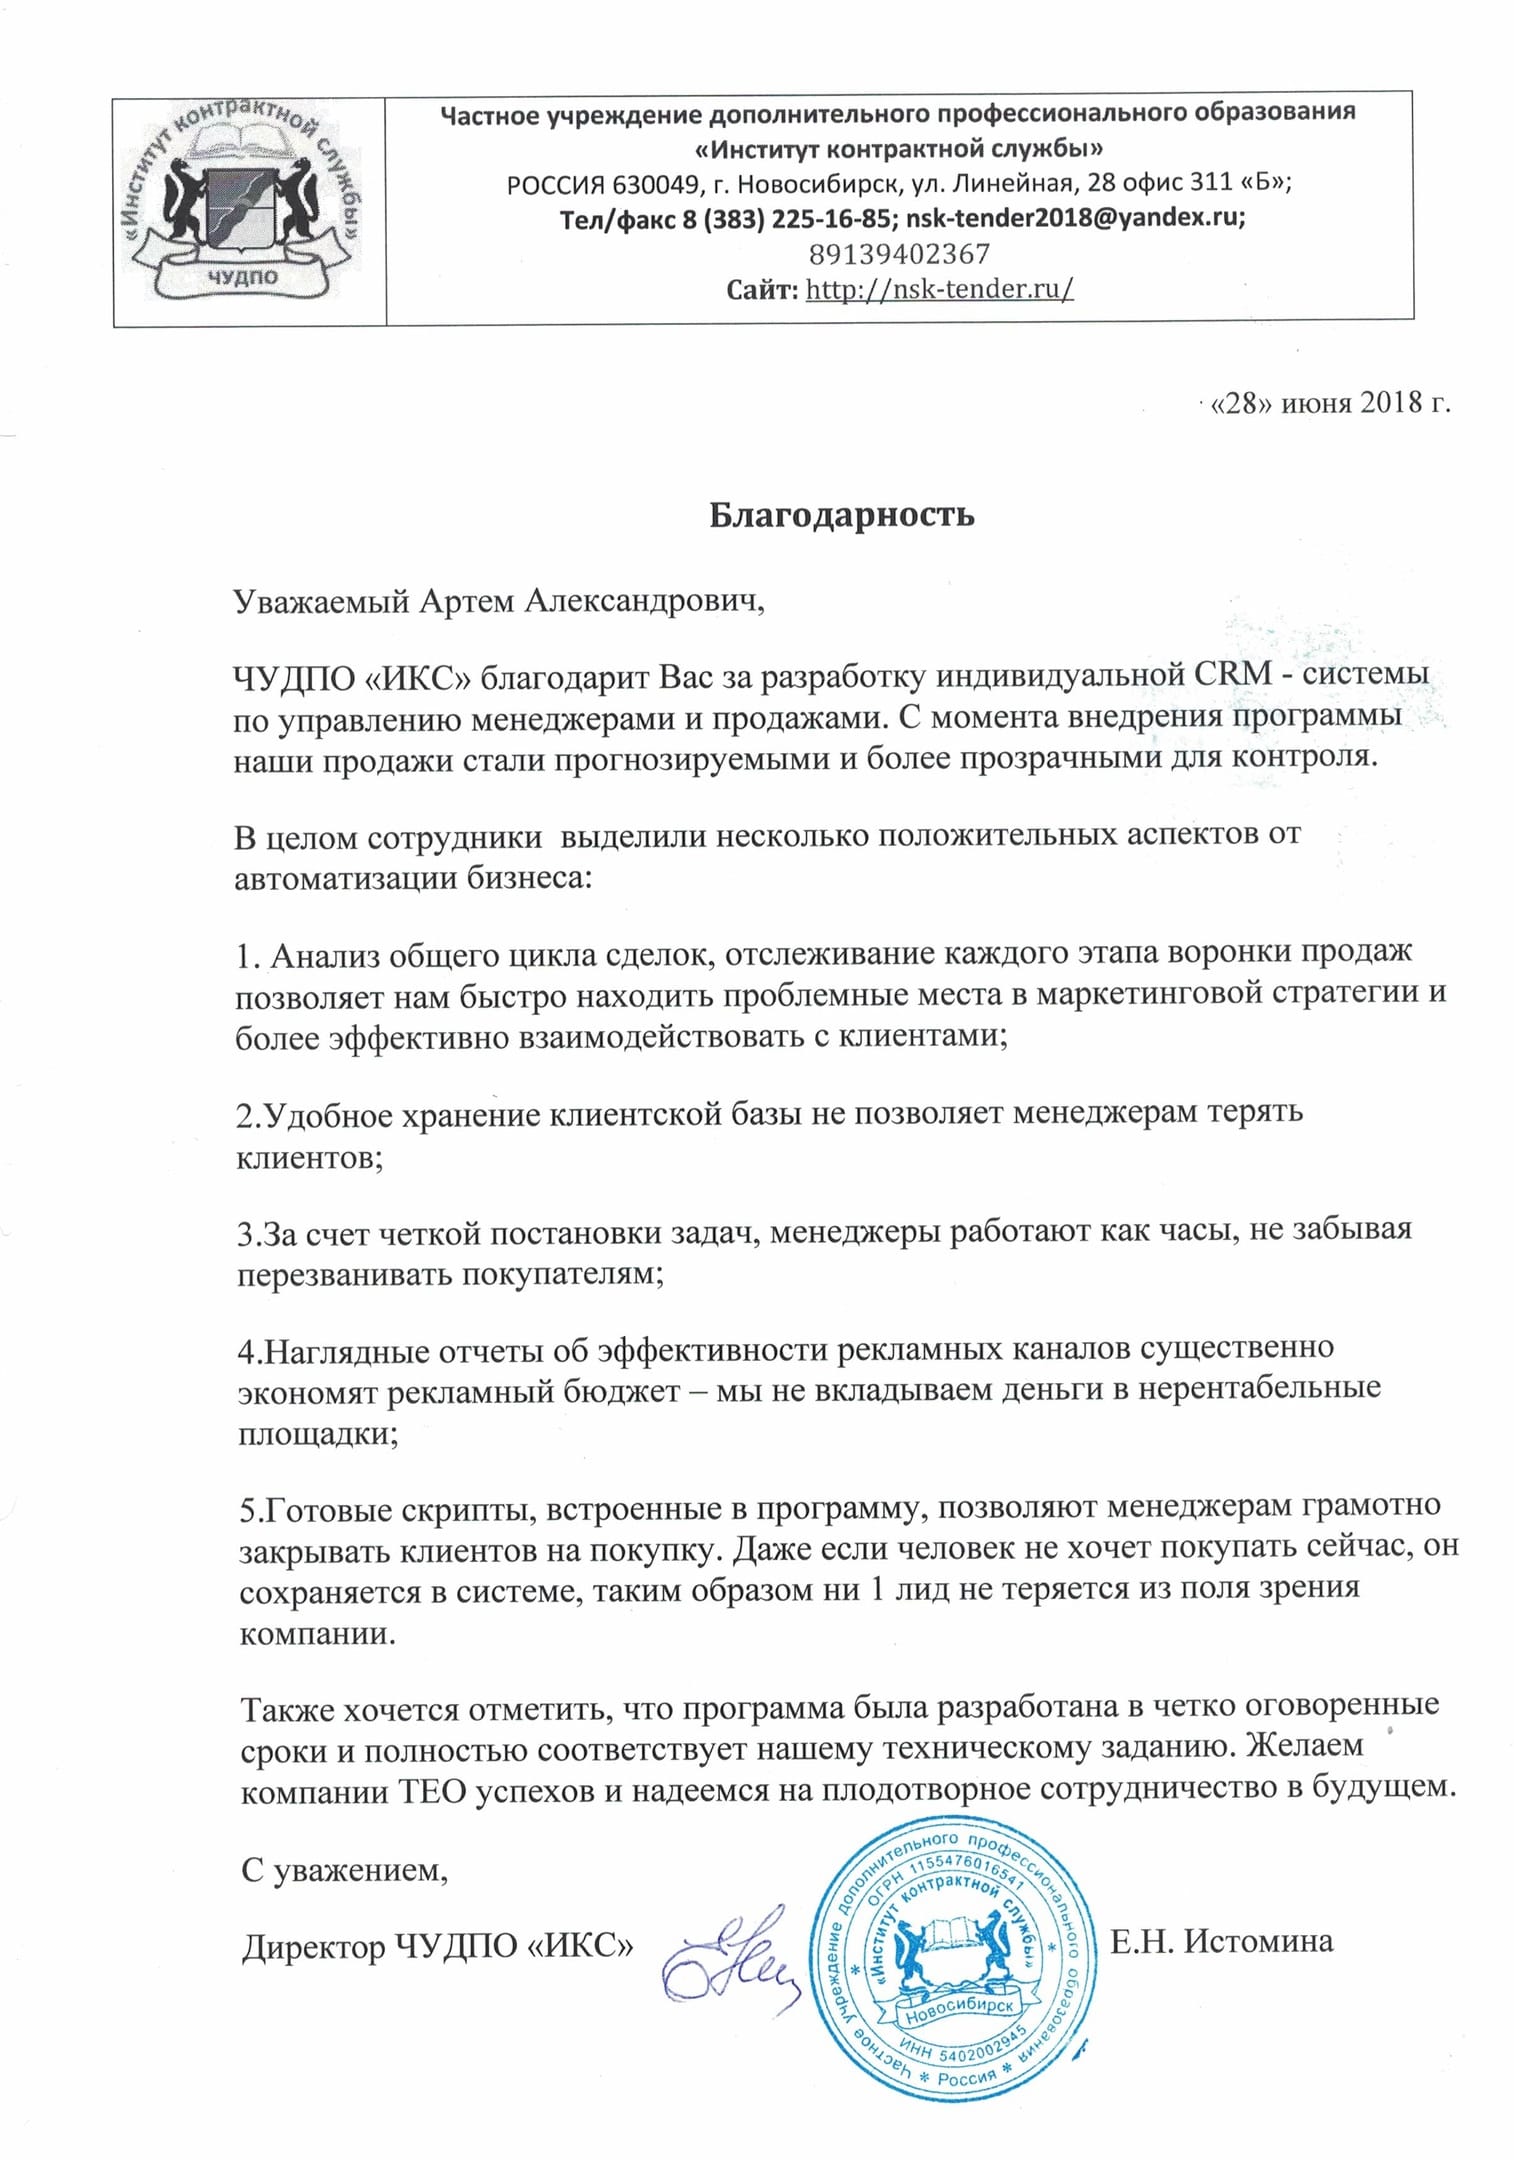 «Институт контрактной службы»
ЧУДПО
Частное учреждение дополнительного профессионального образования
«Институт контрактной службы»
РОССИЯ 630049, г. Новосибирск, ул. Линейная, 28 офис 311 «Б»;
Тел/факс 8 (383) 225-16-85; nsk-tender2018@yandex.ru;
89139402367
Сайт: http://nsk-tender.ru/
«28» июня 2018 г.
Благодарность
Уважаемый Артем Александрович,
ЧУДПО «ИКС» благодарит Вас за разработку индивидуальной CRM - системы
по управлению менеджерами и продажами. С момента внедрения программы
наши продажи стали прогнозируемыми и более прозрачными для контроля.
В целом сотрудники  выделили несколько положительных аспектов от
автоматизации бизнеса:
1. Анализ общего цикла сделок, отслеживание каждого этапа воронки продаж
позволяет нам быстро находить проблемные места в маркетинговой стратегии и
более эффективно взаимодействовать с клиентами;
2.Удобное хранение клиентской базы не позволяет менеджерам терять
клиентов;
3.За счет четкой постановки задач, менеджеры работают как часы, не забывая
перезванивать покупателям;
4.Наглядные отчеты об эффективности рекламных каналов существенно
экономят рекламный бюджет – мы не вкладываем деньги в нерентабельные
площадки;
5.Готовые скрипты, встроенные в программу, позволяют менеджерам грамотно
закрывать клиентов на покупку. Даже если человек не хочет покупать сейчас, он
сохраняется в системе, таким образом ни 1 лид не теряется из поля зрения
компании.
Также хочется отметить, что программа была разработана в четко оговоренные
сроки и полностью соответствует нашему техническому заданию. Желаем
компании ТЕО успехов и надеемся на плодотворное сотрудничество в будущем.
С уважением,
Директор ЧУДПО «ИКС»
Е.Н. Истомина
Частное учреждение дополнительного профессионального образования * Россия *
ОГРН 1155476016541
«Институт контрактной службы»
Новосибирск
ИНН 5402002945